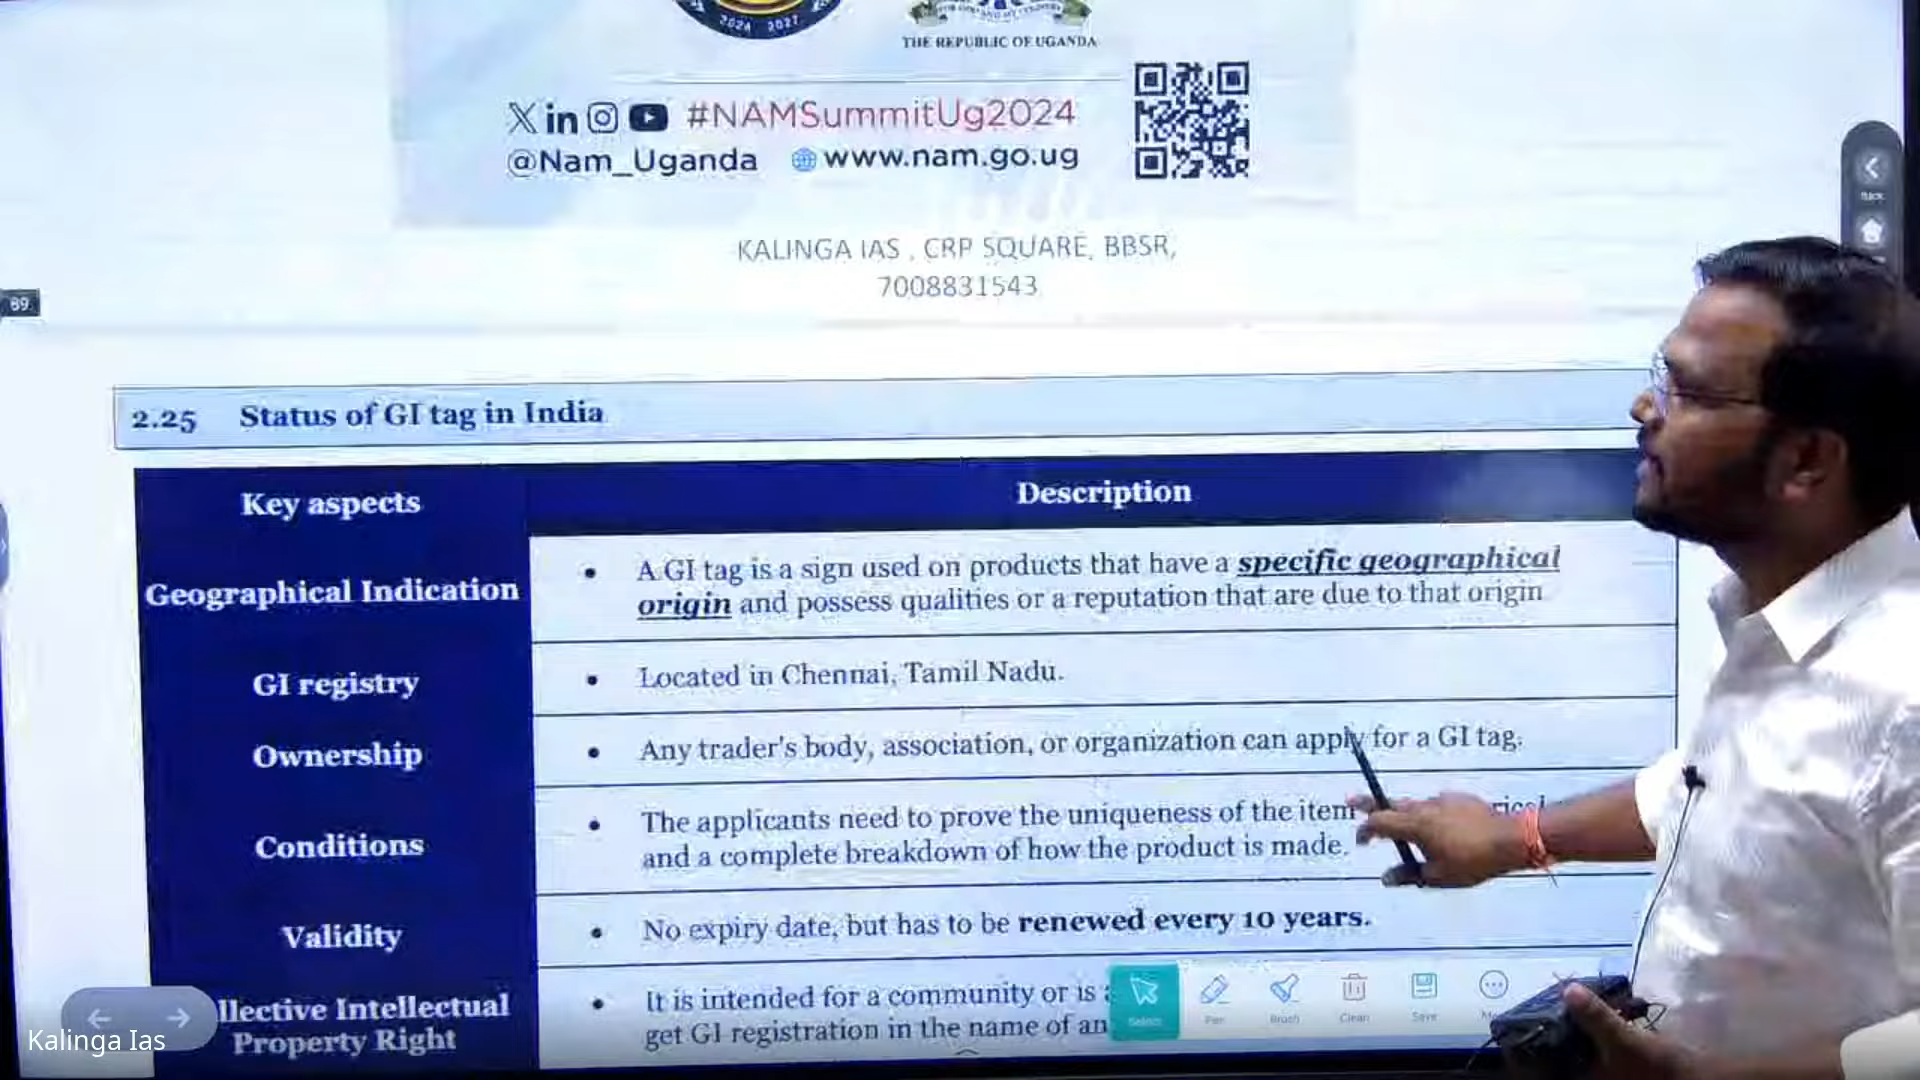 2024 2027
THE REPUBLIC OF UGANDA
#NAMSummitUg2024
@Nam_Uganda www.nam.go.ug
KALINGA IAS , CRP SQUARE, BBSR,
7008831543
Back
89
2.25 Status of GI tag in India
Key aspects Description
Geographical Indication
• A GI tag is a sign used on products that have a specific geographical
origin and possess qualities or a reputation that are due to that origin
GI registry • Located in Chennai, Tamil Nadu.
Ownership • Any trader's body, association, or organization can apply for a GI tag.
Conditions
• The applicants need to prove the uniqueness of the item
and a complete breakdown of how the product is made.
Validity • No expiry date, but has to be renewed every 10 years.
llective Intellectual
Property Right
• It is intended for a community or is
get GI registration in the name of an
Select Pen Brush Clean Save
Kalinga Ias